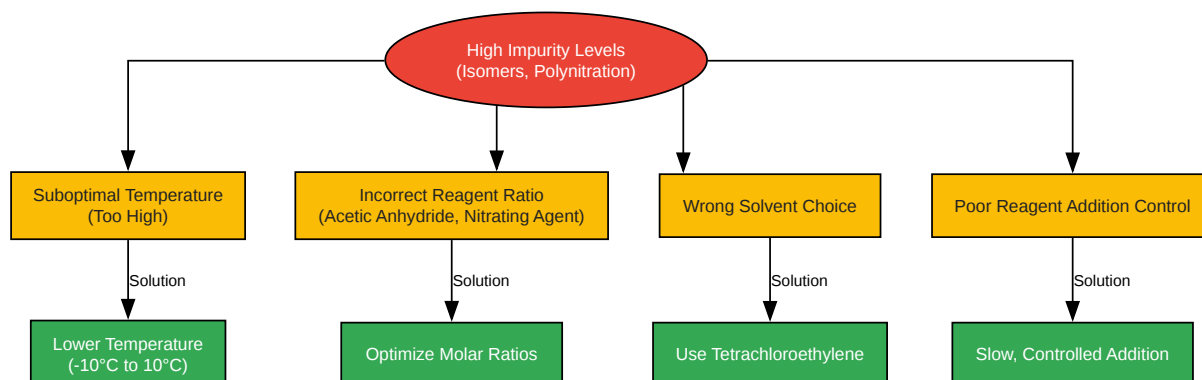 High Impurity Levels
(Isomers, Polynitration)
Suboptimal Temperature
(Too High)
Incorrect Reagent Ratio
(Acetic Anhydride, Nitrating Agent)
Wrong Solvent Choice
Poor Reagent Addition Control
Solution
Solution
Solution
Solution
Lower Temperature
(-10°C to 10°C)
Optimize Molar Ratios
Use Tetrachloroethylene
Slow, Controlled Addition